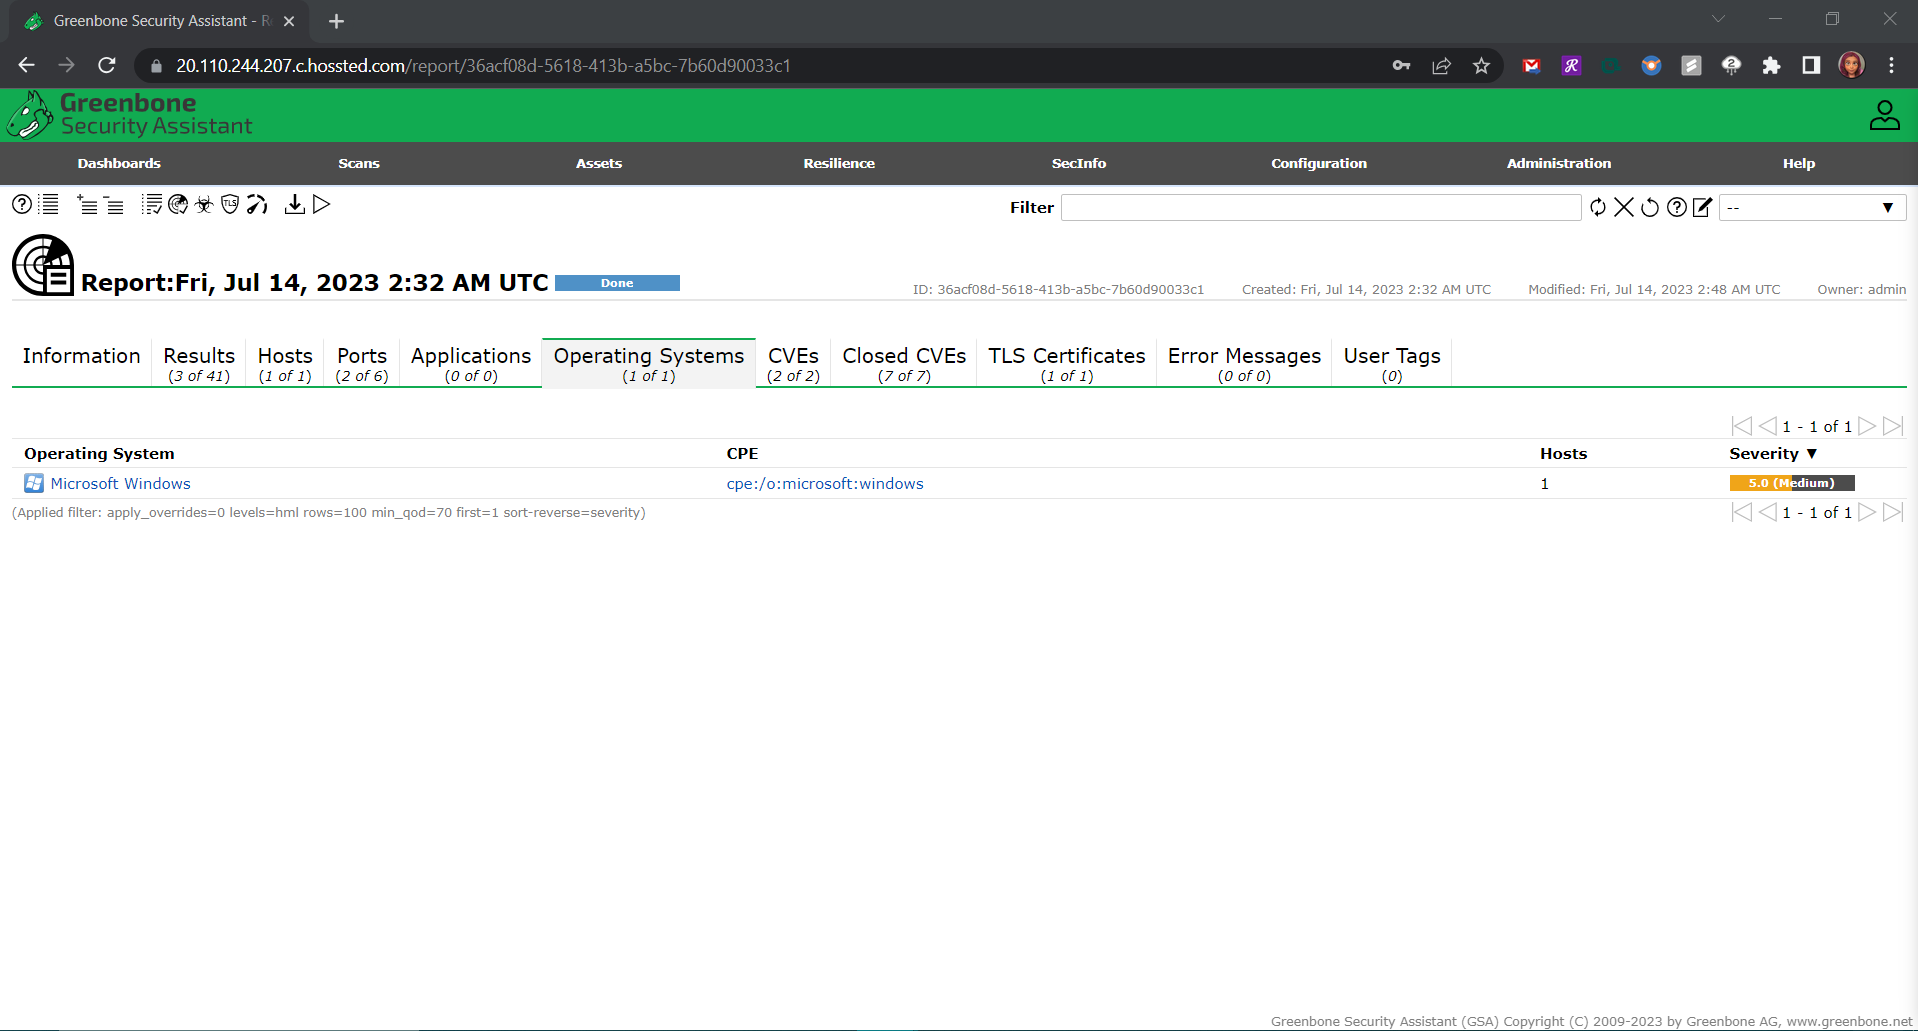 Greenbone Security Assistant - R
20.110.244.207.c.hossted.com/report/36acf08d-5618-413b-a5bc-7b60d90033c1
Greenbone
Security Assistant
Dashboards Scans Assets Resilience SecInfo Configuration Administration Help
TLS
Filter --
Report:Fri, Jul 14, 2023 2:32 AM UTC Done ID: 36acf08d-5618-413b-a5bc-7b60d90033c1 Created: Fri, Jul 14, 2023 2:32 AM UTC Modified: Fri, Jul 14, 2023 2:48 AM UTC Owner: admin
Information Results Hosts Ports Applications Operating Systems CVEs Closed CVEs TLS Certificates Error Messages User Tags
(3 of 41) (1 of 1) (2 of 6) (0 of 0) (1 of 1) (2 of 2) (7 of 7) (1 of 1) (0 of 0) (0)
1 - 1 of 1
Operating System CPE Hosts Severity ▼
Microsoft Windows cpe:/o:microsoft:windows 1 5.0 (Medium)
(Applied filter: apply_overrides=0 levels=hml rows=100 min_qod=70 first=1 sort-reverse=severity) 1 - 1 of 1
Greenbone Security Assistant (GSA) Copyright (C) 2009-2023 by Greenbone AG, www.greenbone.net